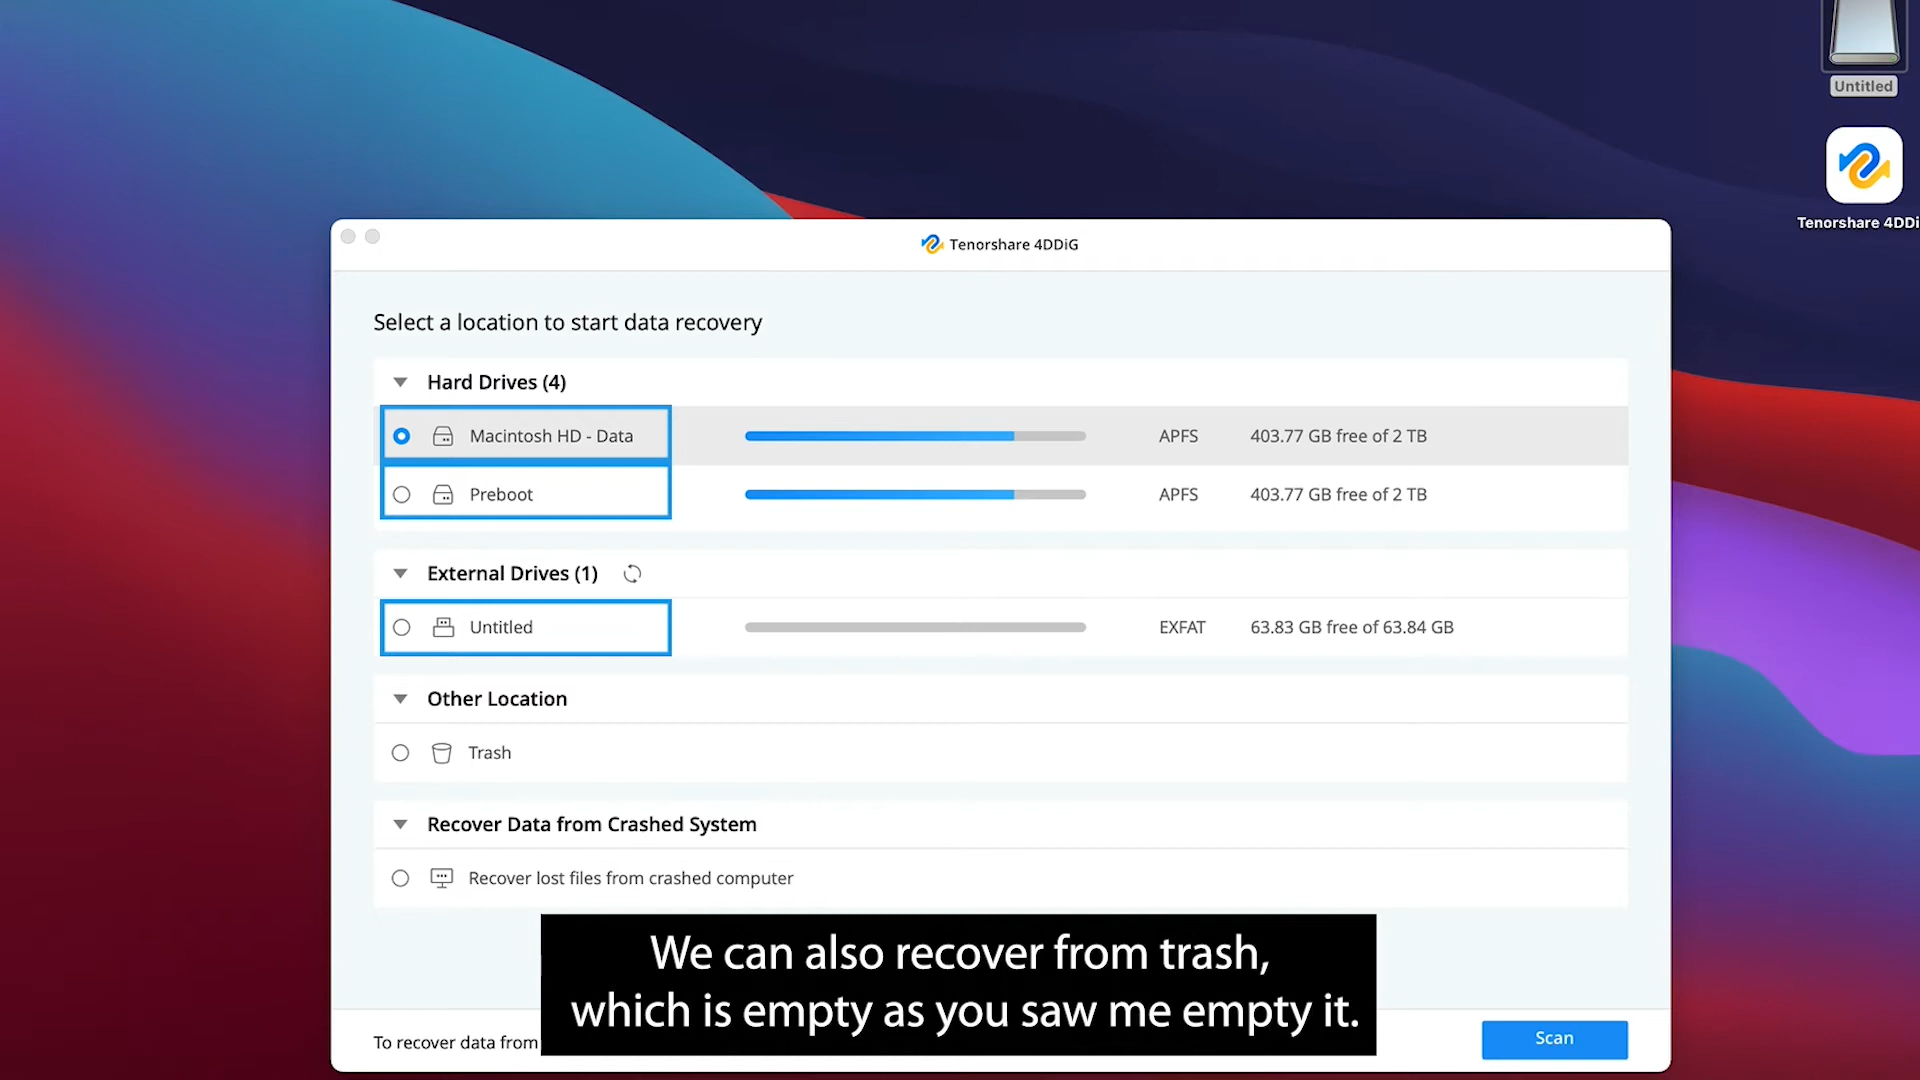 Untitled
Tenorshare 4DDi
Tenorshare 4DDiG
Select a location to start data recovery
Hard Drives (4)
Macintosh HD - Data APFS 403.77 GB free of 2 TB
Preboot APFS 403.77 GB free of 2 TB
External Drives (1)
Untitled EXFAT 63.83 GB free of 63.84 GB
Other Location
Trash
Recover Data from Crashed System
Recover lost files from crashed computer
We can also recover from trash,
which is empty as you saw me empty it.
To recover data from
Scan